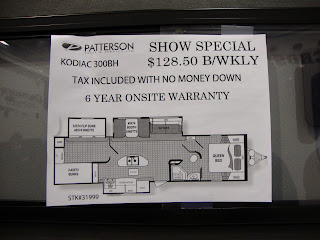 PATTERSON
SHOW SPECIAL
KODIAC 300BH
$128.50 B/WKLY
TAX INCLUDED WITH NO MONEY DOWN
6 YEAR ONSITE WARRANTY
QUEEN
BED
STK#31999